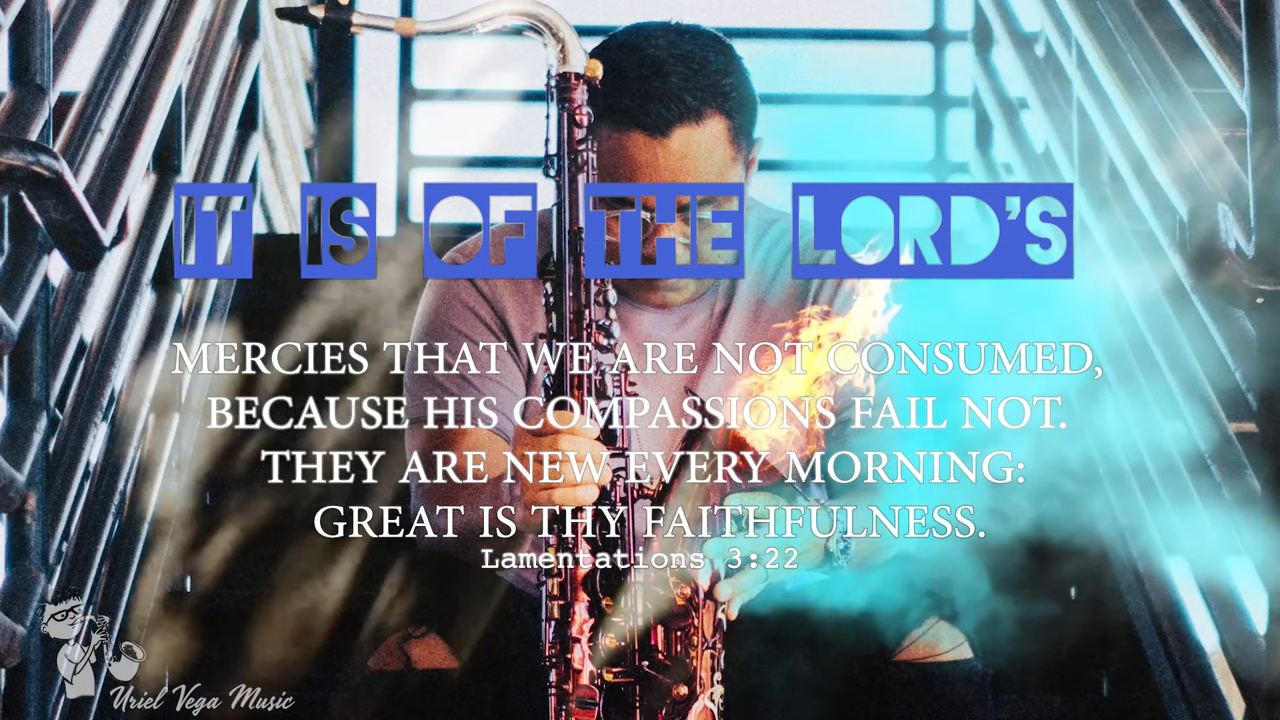 IT IS OF THE LORD'S
MERCIES THAT WE ARE NOT CONSUMED,
BECAUSE HIS COMPASSIONS FAIL NOT.
THEY ARE NEW EVERY MORNING:
GREAT IS THY FAITHFULNESS.
Lamentations 3:22
Uriel Vega Music